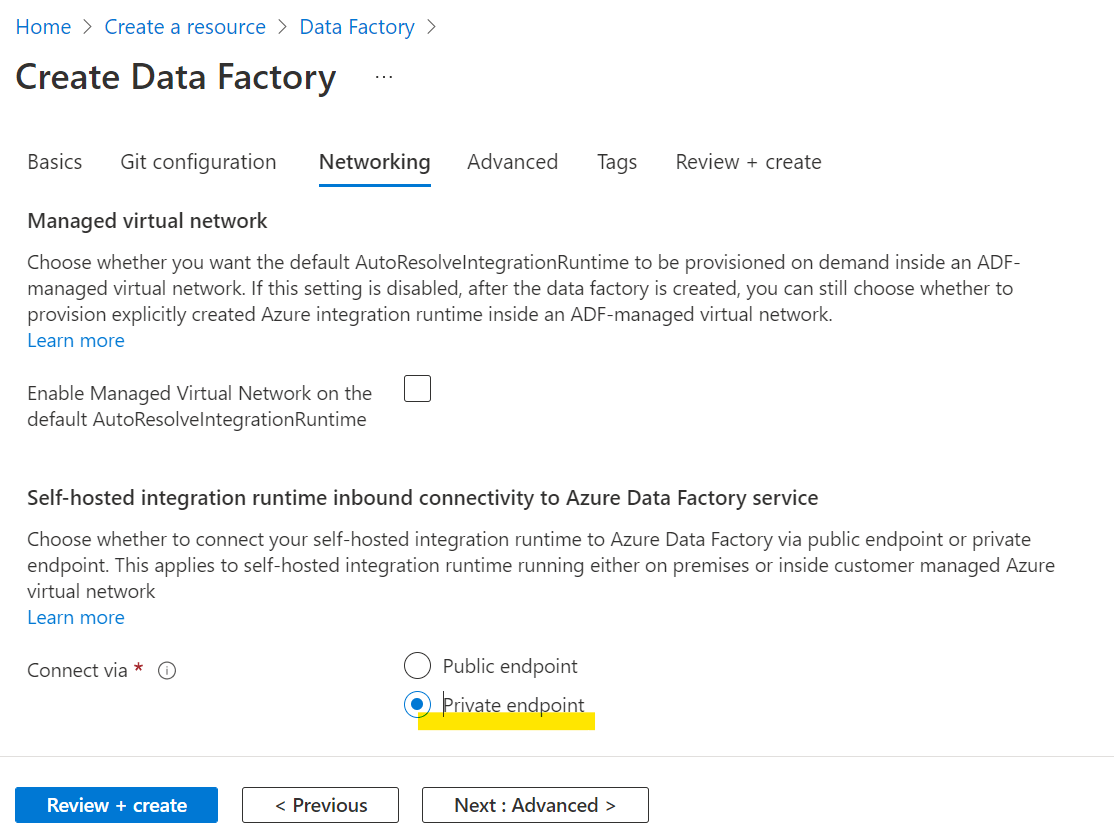 Home > Create a resource > Data Factory >
Create Data Factory ...
Basics Git configuration Networking Advanced Tags Review + create
Managed virtual network
Choose whether you want the default AutoResolveIntegrationRuntime to be provisioned on demand inside an ADF-
managed virtual network. If this setting is disabled, after the data factory is created, you can still choose whether to
provision explicitly created Azure integration runtime inside an ADF-managed virtual network.
Learn more
Enable Managed Virtual Network on the
default AutoResolveIntegrationRuntime
Self-hosted integration runtime inbound connectivity to Azure Data Factory service
Choose whether to connect your self-hosted integration runtime to Azure Data Factory via public endpoint or private
endpoint. This applies to self-hosted integration runtime running either on premises or inside customer managed Azure
virtual network
Learn more
Connect via * i
Public endpoint
Private endpoint
Review + create < Previous Next : Advanced >